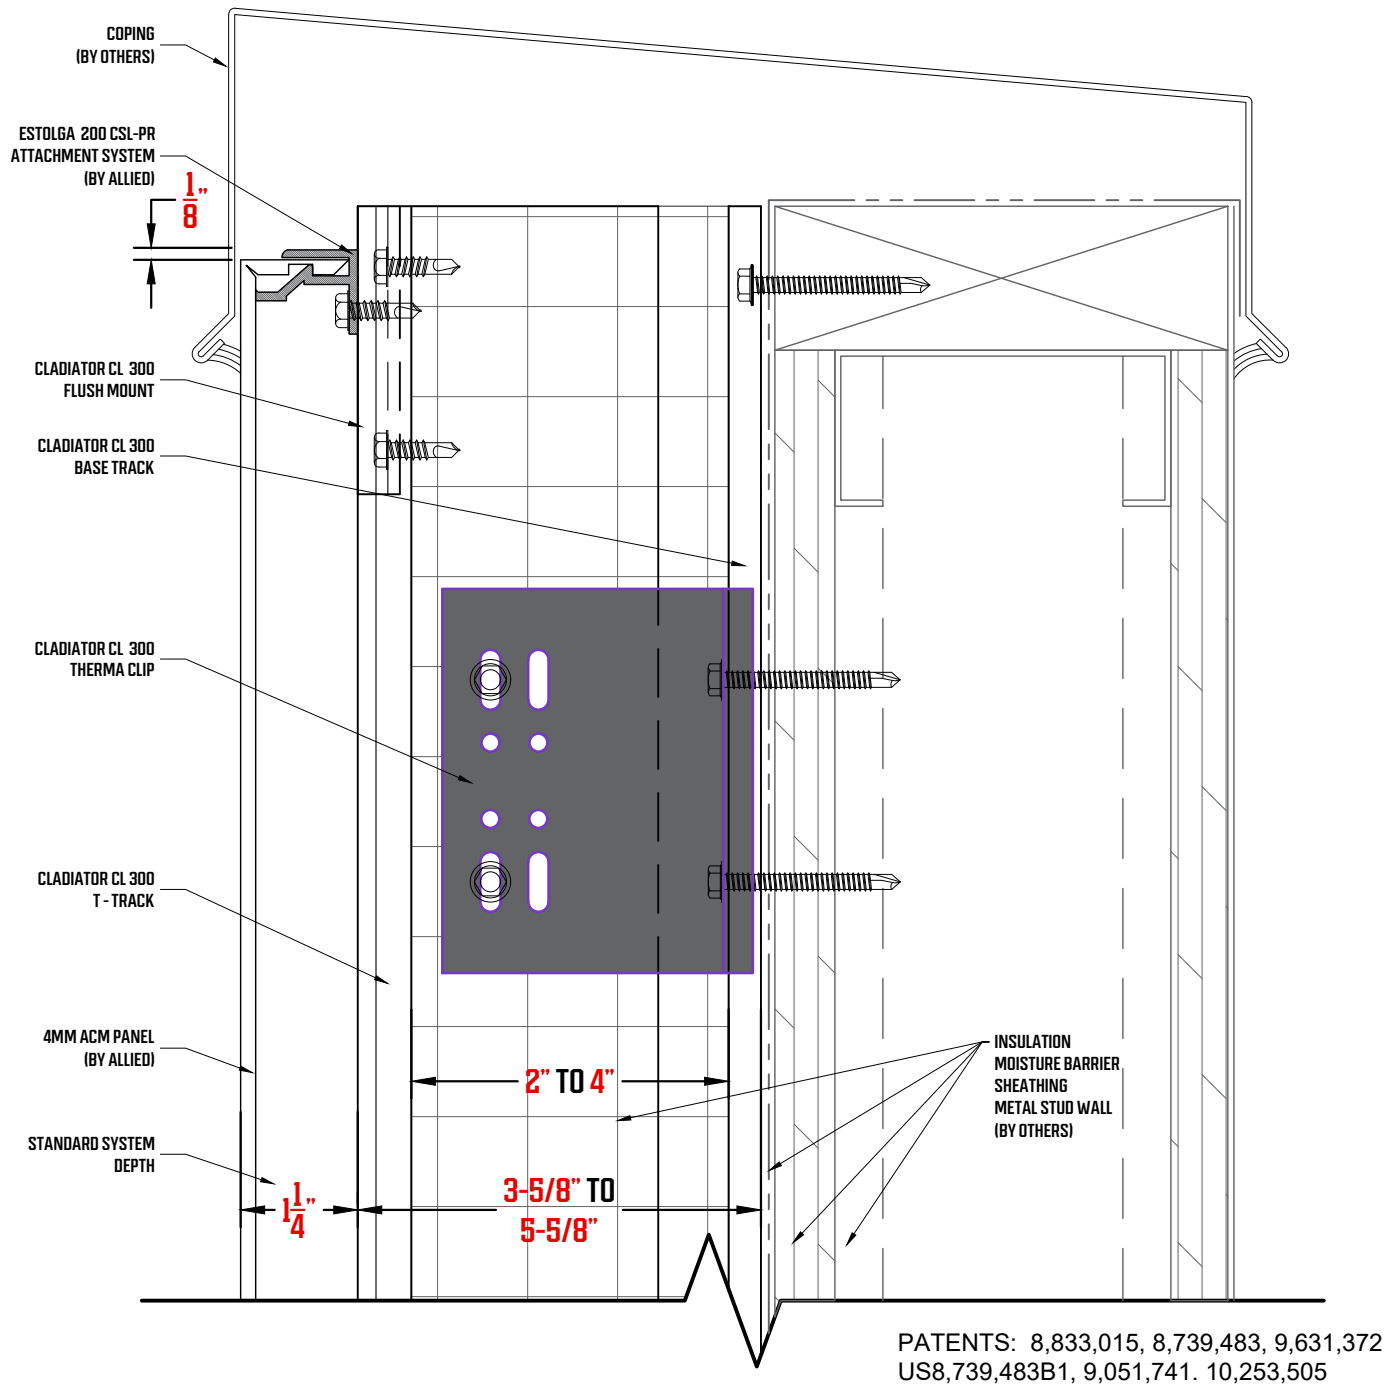 COPING
(BY OTHERS)
ESTOLGA 200 CSL-PR
ATTACHMENT SYSTEM
(BY ALLIED)
1/8"
CLADIATOR CL 300
FLUSH MOUNT
CLADIATOR CL 300
BASE TRACK
CLADIATOR CL 300
THERMA CLIP
CLADIATOR CL 300
T - TRACK
4MM ACM PANEL
(BY ALLIED)
2" TO 4"
INSULATION
MOISTURE BARRIER
SHEATHING
METAL STUD WALL
(BY OTHERS)
STANDARD SYSTEM
DEPTH
1 1/4"
3-5/8" TO
5-5/8"
PATENTS: 8,833,015, 8,739,483, 9,631,372
US8,739,483B1, 9,051,741. 10,253,505